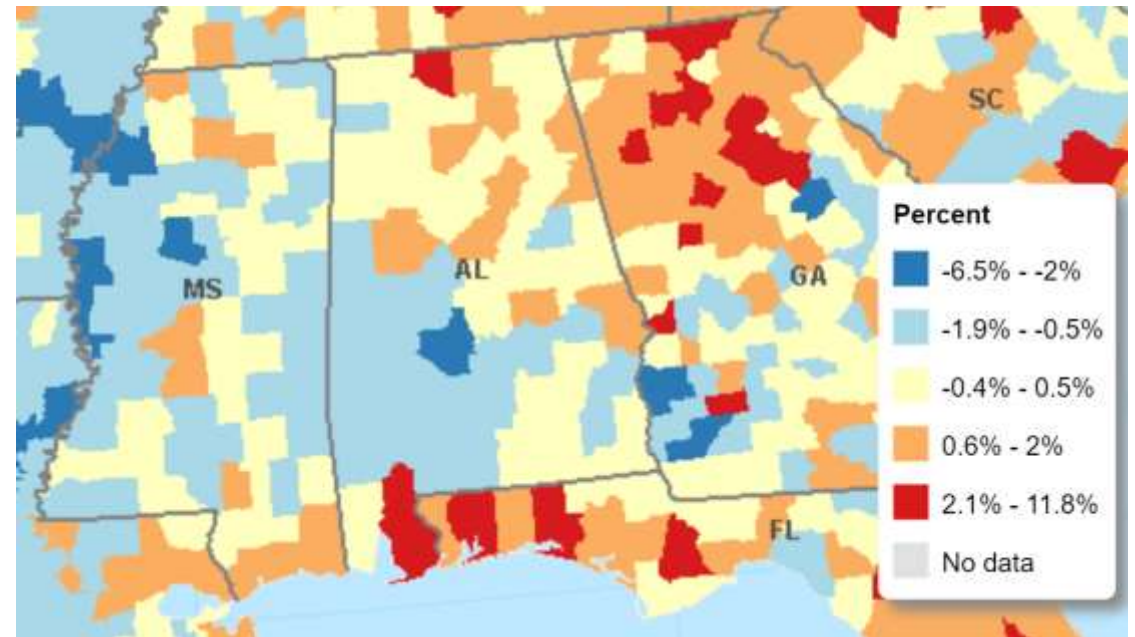 SC
MS
AL
GA
FL
Percent
-6.5% - -2%
-1.9% - -0.5%
-0.4% - 0.5%
0.6% - 2%
2.1% - 11.8%
No data